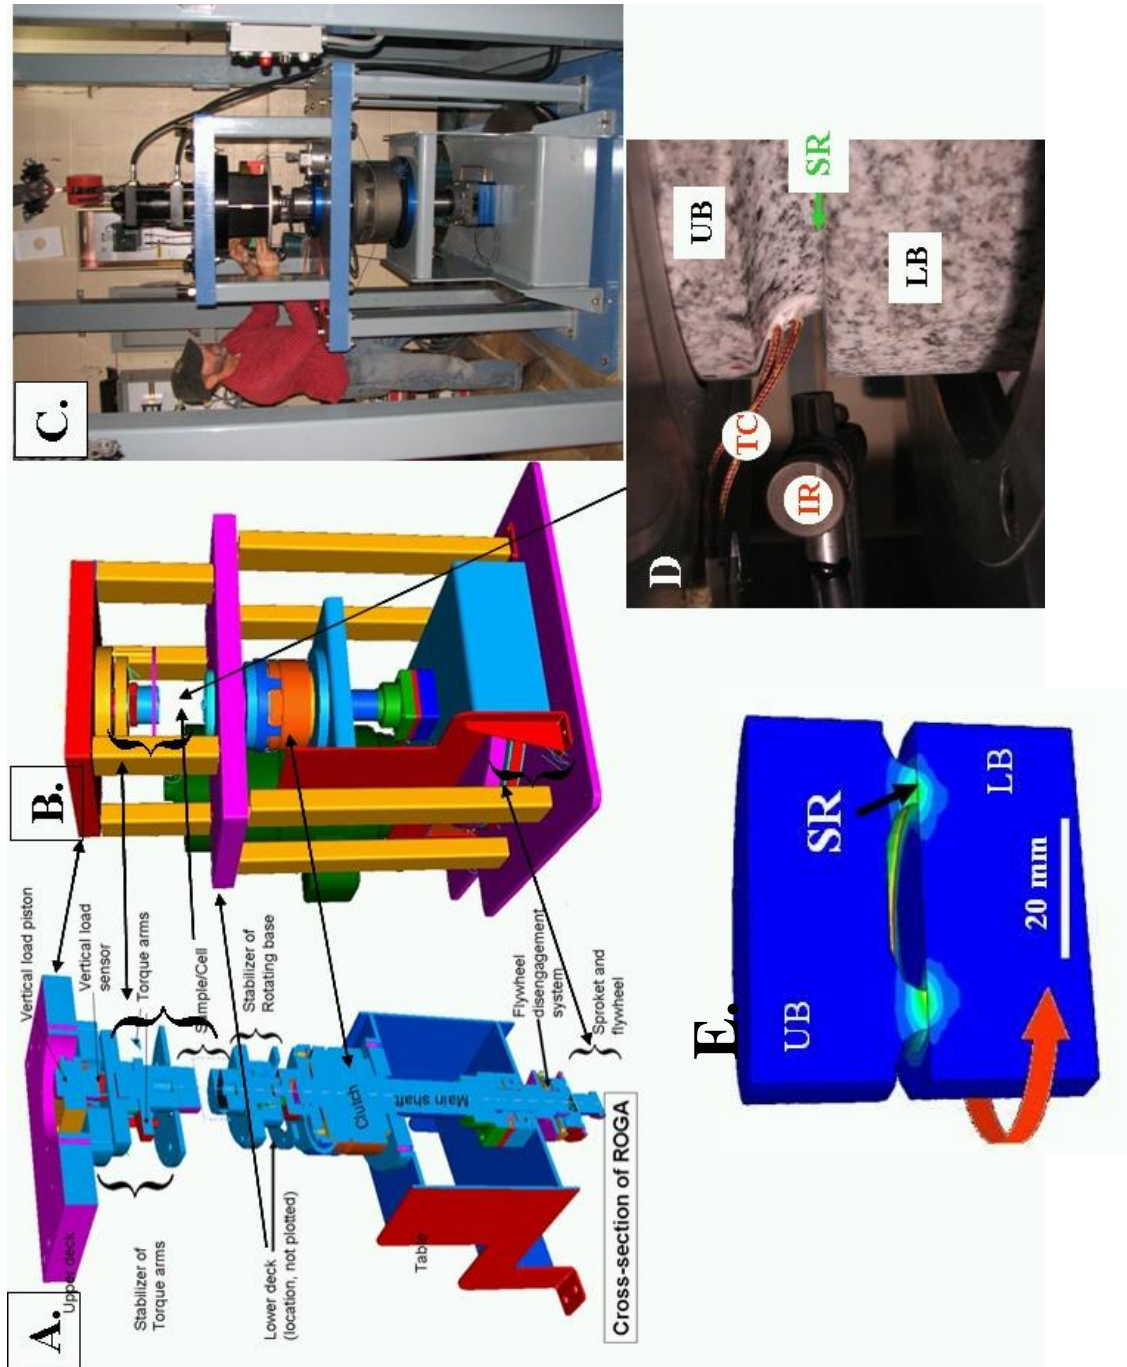 A.
Upper deck
Vertical load piston
Vertical load
sensor
Torque arms
Sample/Cell
Stabilizer of
Torque arms
Stabilizer of
Rotating base
Lower deck
(location, not plotted)
Clutch
Main shaft
Table
Flywheel
disengagement
system
Sproket and
flywheel
Cross-section of ROGA
B.
C.
D
UB
SR
LB
TC
IR
E.
UB
SR
LB
20 mm